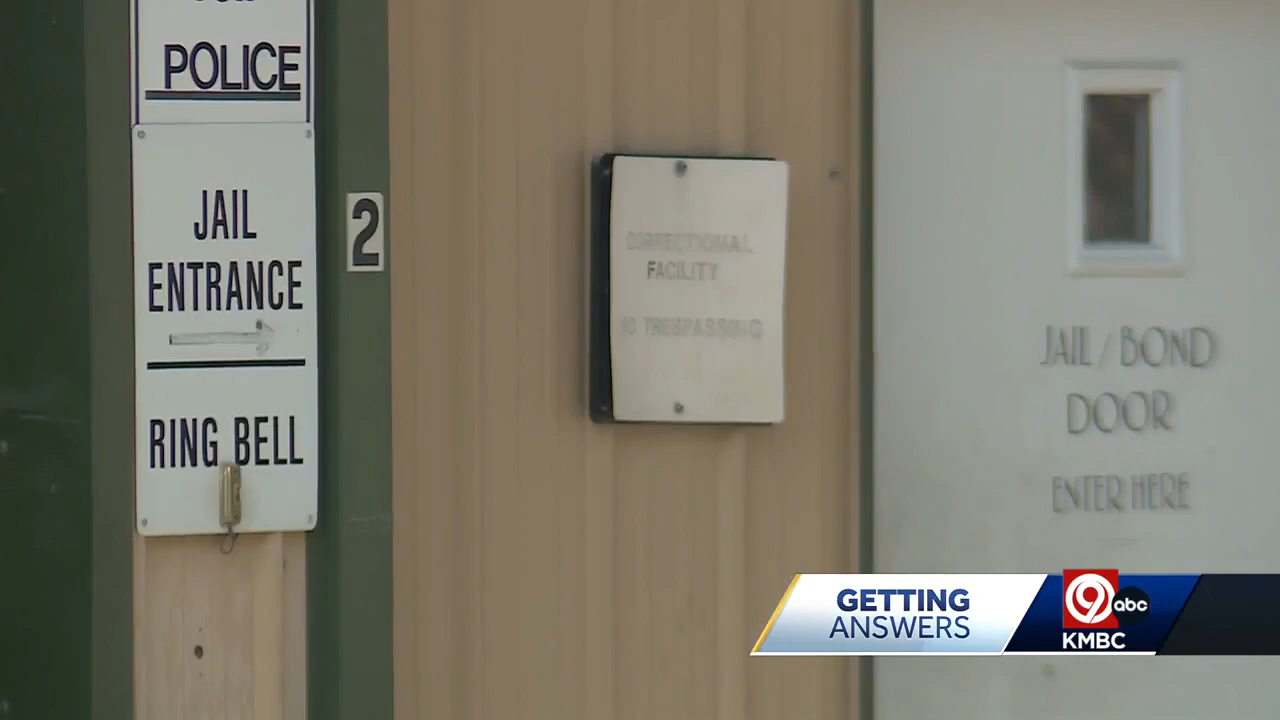 POLICE
JAIL
ENTRANCE
RING BELL
2
CORRECTIONAL
FACILITY
TRESPASSING
JAIL / BOND
DOOR
ENTER HERE
GETTING
ANSWERS
9
abc
KMBC